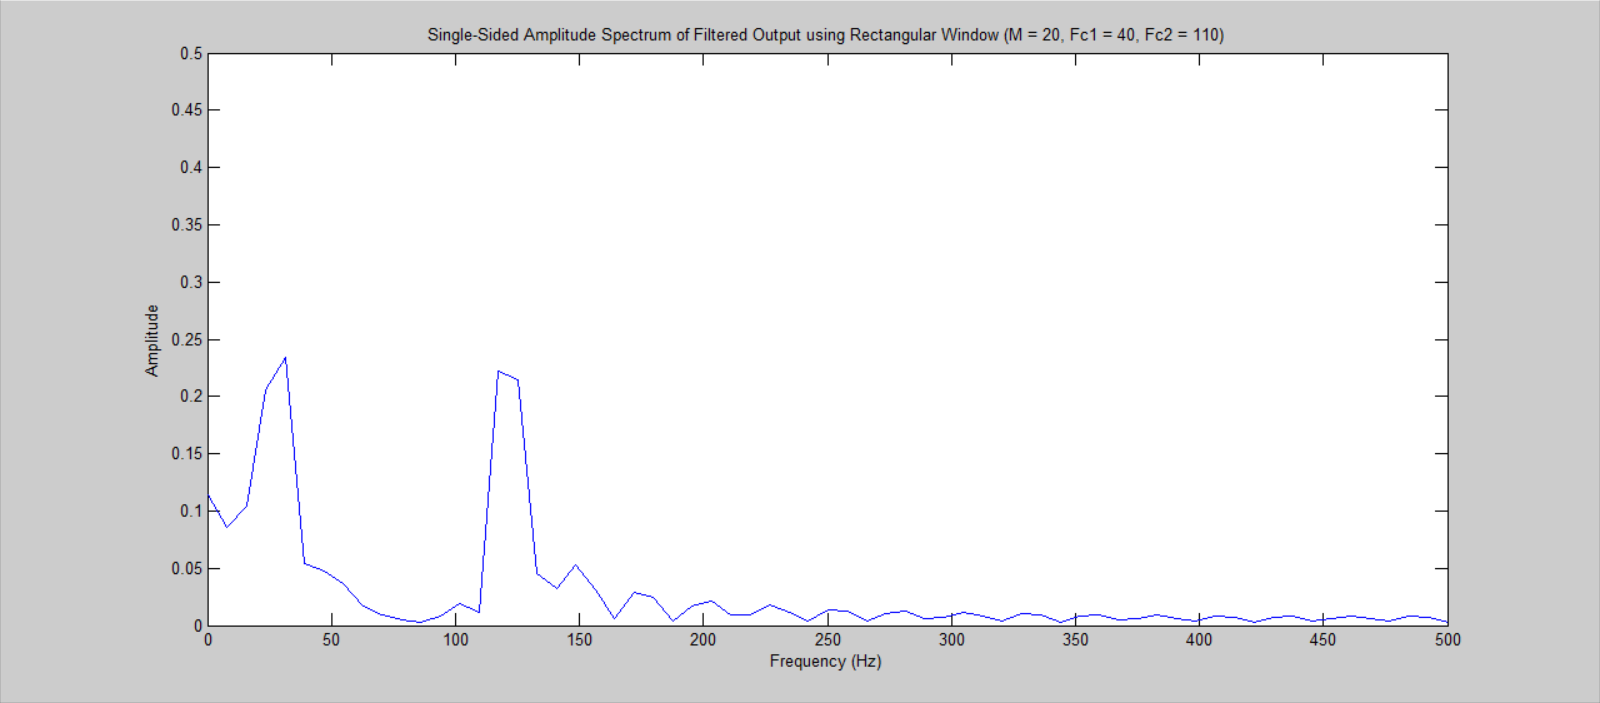 Single-Sided Amplitude Spectrum of Filtered Output using Rectangular Window (M = 20, Fc1 = 40, Fc2 = 110)
0.5
0.45
0.4
0.35
0.3
0.25
0.2
0.15
0.1
0.05
0
Amplitude
0 50 100 150 200 250 300 350 400 450 500
Frequency (Hz)